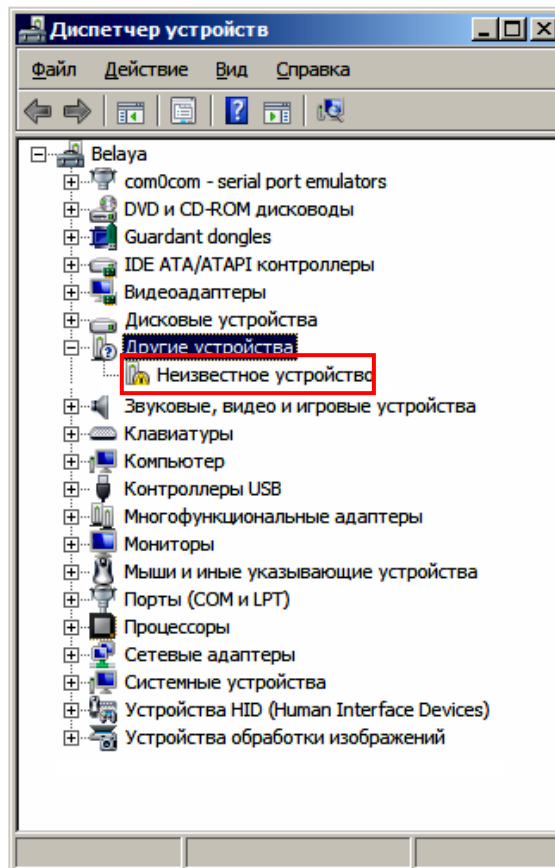 Диспетчер устройств
Файл Действие Вид Справка
Belaya
com0com - serial port emulators
DVD и CD-ROM дисководы
Guardant dongles
IDE ATA/ATAPI контроллеры
Видеоадаптеры
Дисковые устройства
Другие устройства
Неизвестное устройство
Звуковые, видео и игровые устройства
Клавиатуры
Компьютер
Контроллеры USB
Многофункциональные адаптеры
Мониторы
Мыши и иные указывающие устройства
Порты (COM и LPT)
Процессоры
Сетевые адаптеры
Системные устройства
Устройства HID (Human Interface Devices)
Устройства обработки изображений